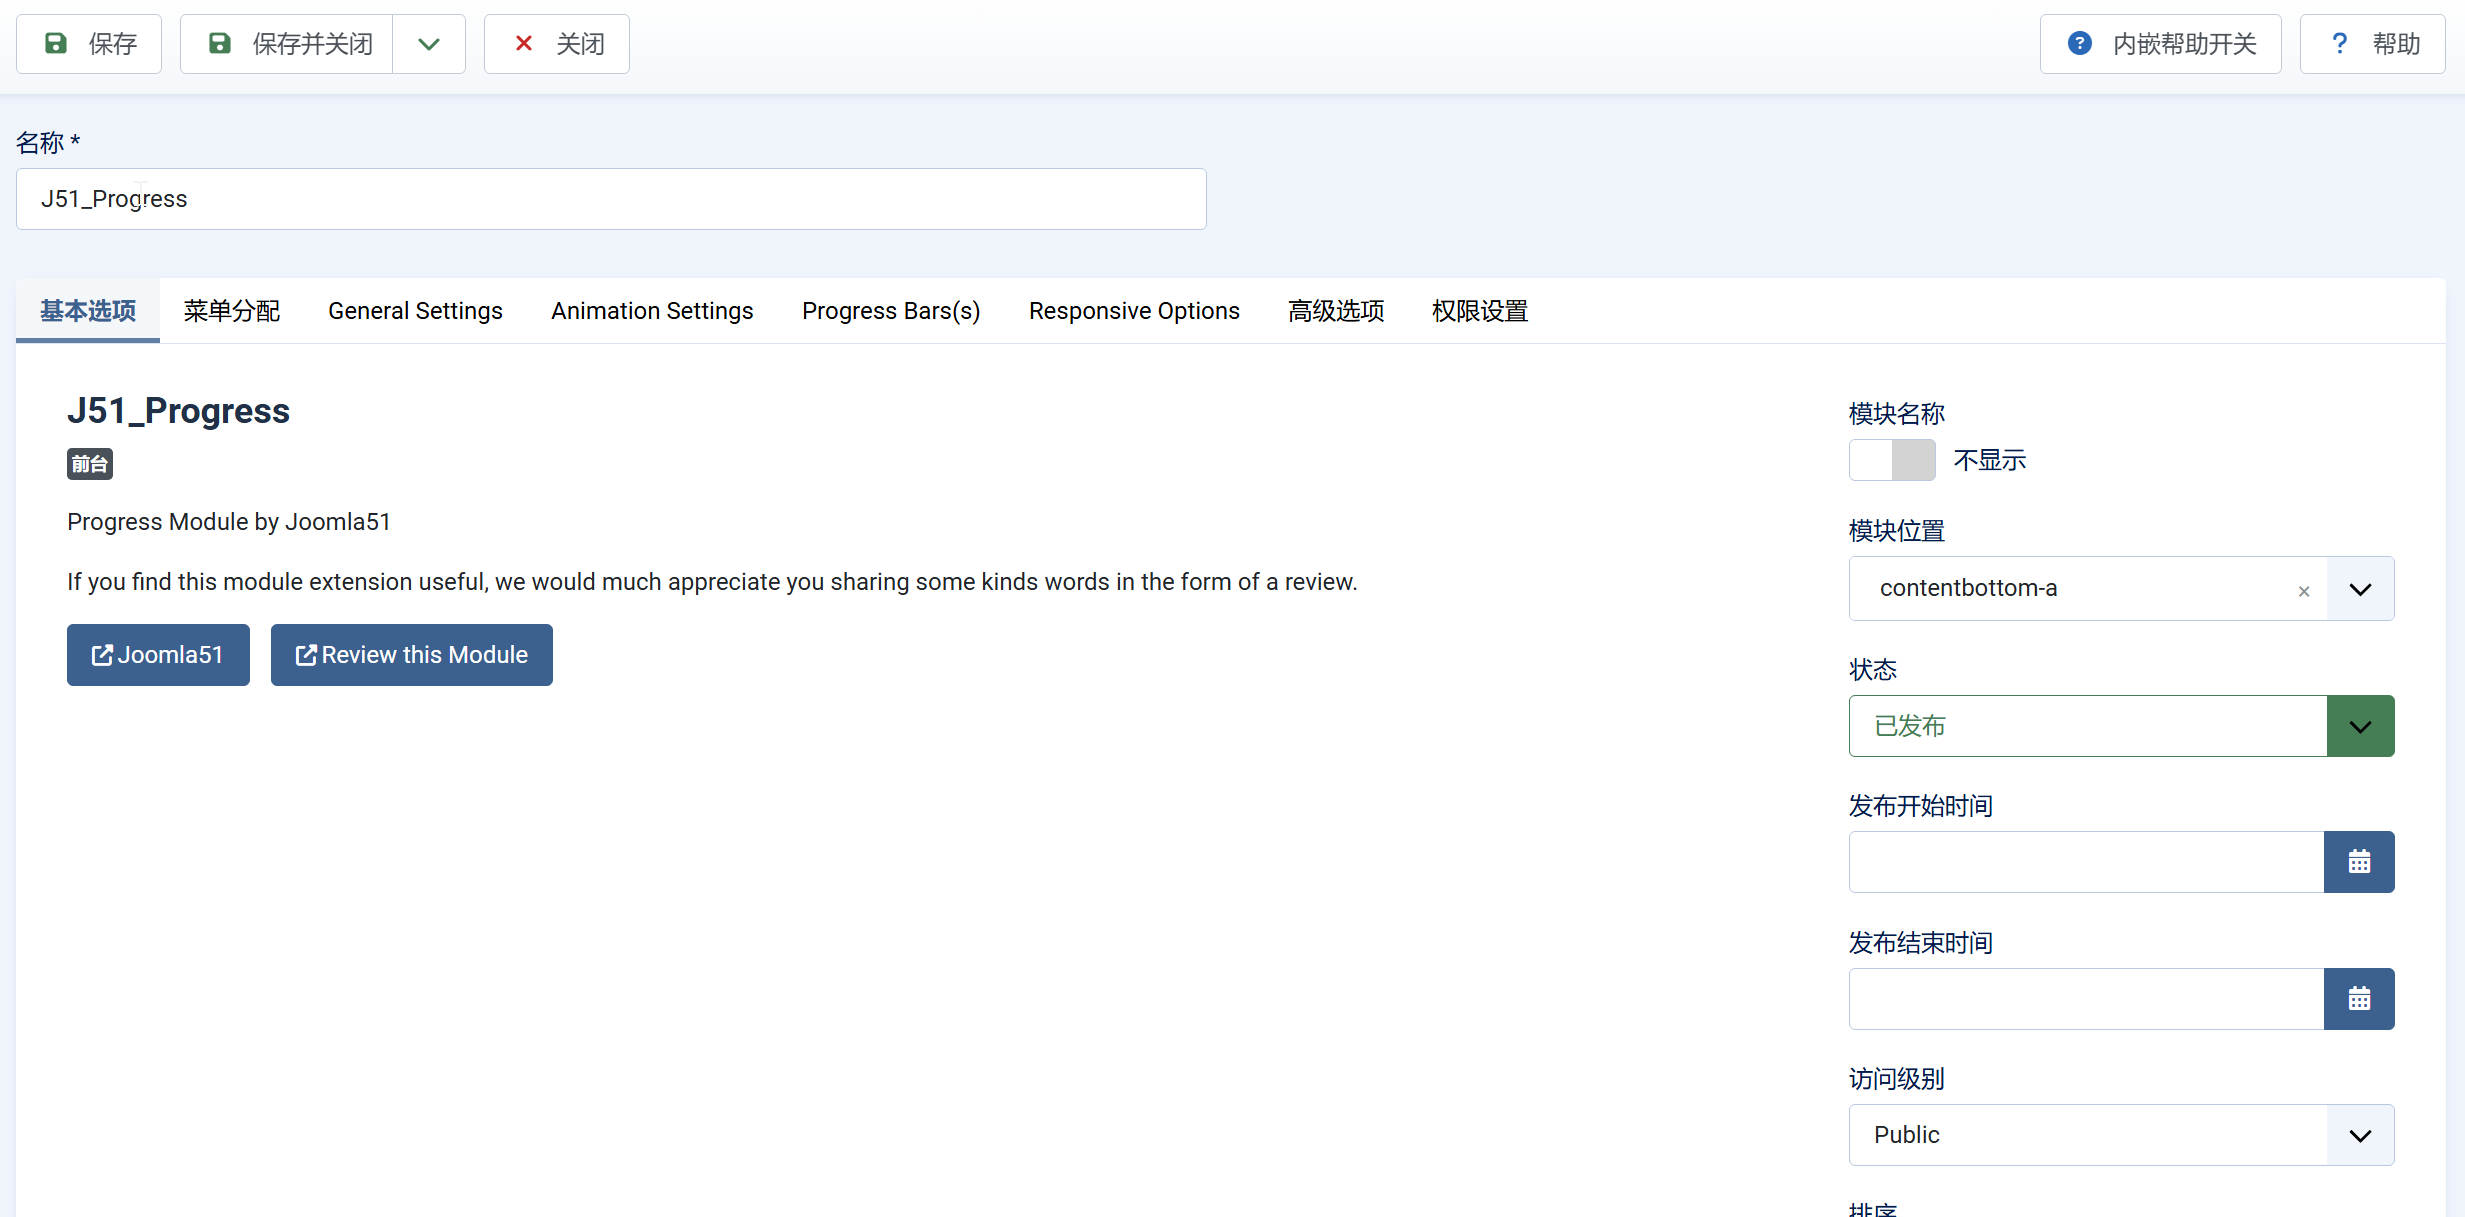 保存
保存并关闭
关闭
内嵌帮助开关
帮助
名称 *
J51_Progress
基本选项
菜单分配
General Settings
Animation Settings
Progress Bars(s)
Responsive Options
高级选项
权限设置
J51_Progress
前台
Progress Module by Joomla51
If you find this module extension useful, we would much appreciate you sharing some kinds words in the form of a review.
Joomla51
Review this Module
模块名称
不显示
模块位置
contentbottom-a
状态
已发布
发布开始时间
发布结束时间
访问级别
Public
排序